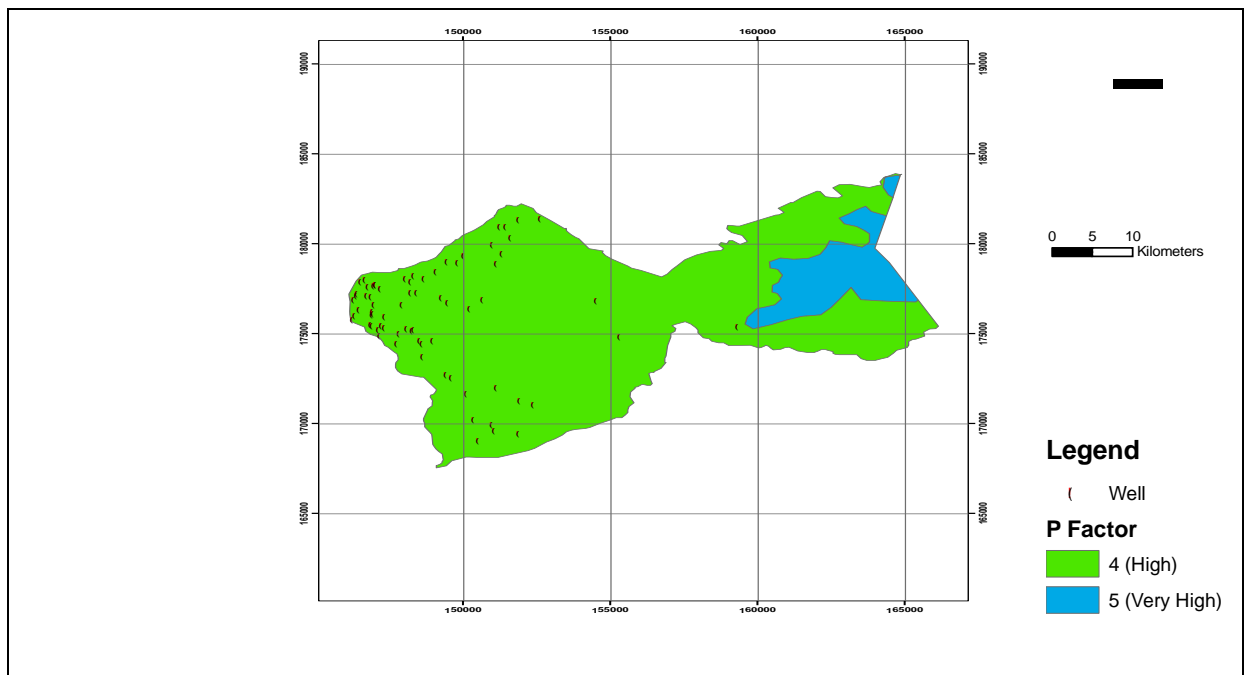 150000 155000 160000 165000
190000 190000
185000 185000
180000 180000
175000 175000
170000 170000
165000 165000
150000 155000 160000 165000
0 5 10
Kilometers
Legend
Well
P Factor
4 (High)
5 (Very High)